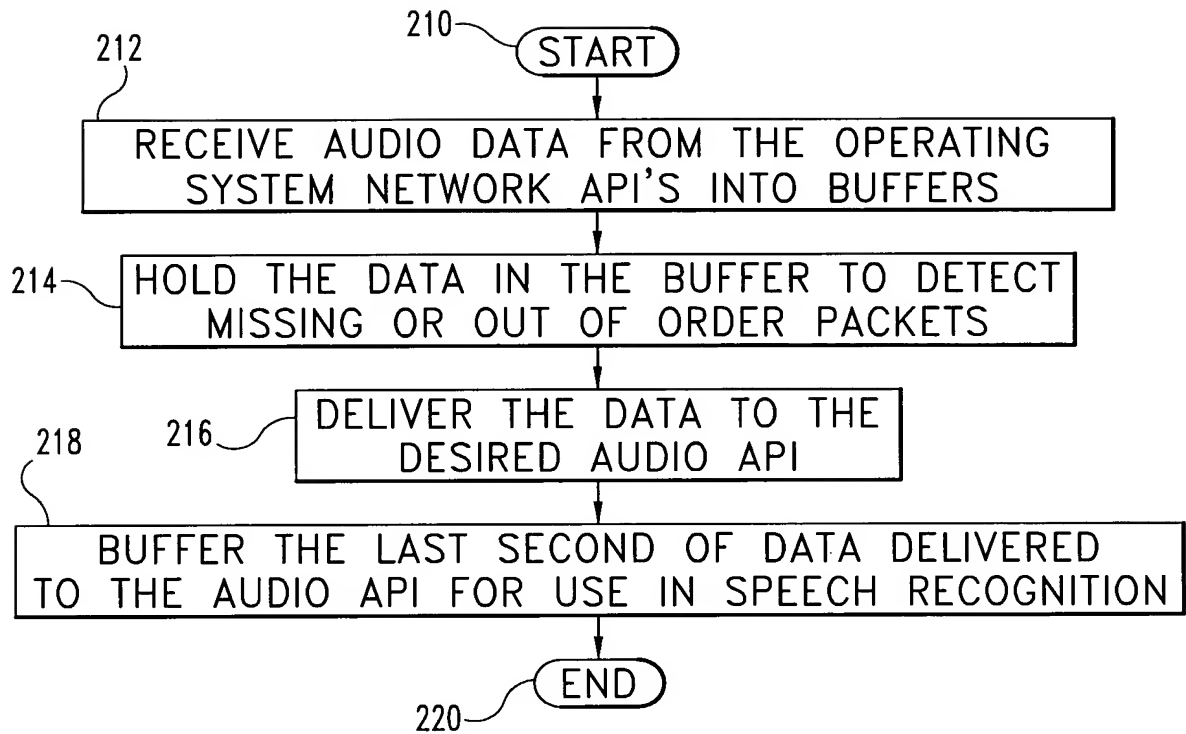 210
START
212
RECEIVE AUDIO DATA FROM THE OPERATING
SYSTEM NETWORK API'S INTO BUFFERS
214
HOLD THE DATA IN THE BUFFER TO DETECT
MISSING OR OUT OF ORDER PACKETS
216
DELIVER THE DATA TO THE
DESIRED AUDIO API
218
BUFFER THE LAST SECOND OF DATA DELIVERED
TO THE AUDIO API FOR USE IN SPEECH RECOGNITION
END
220